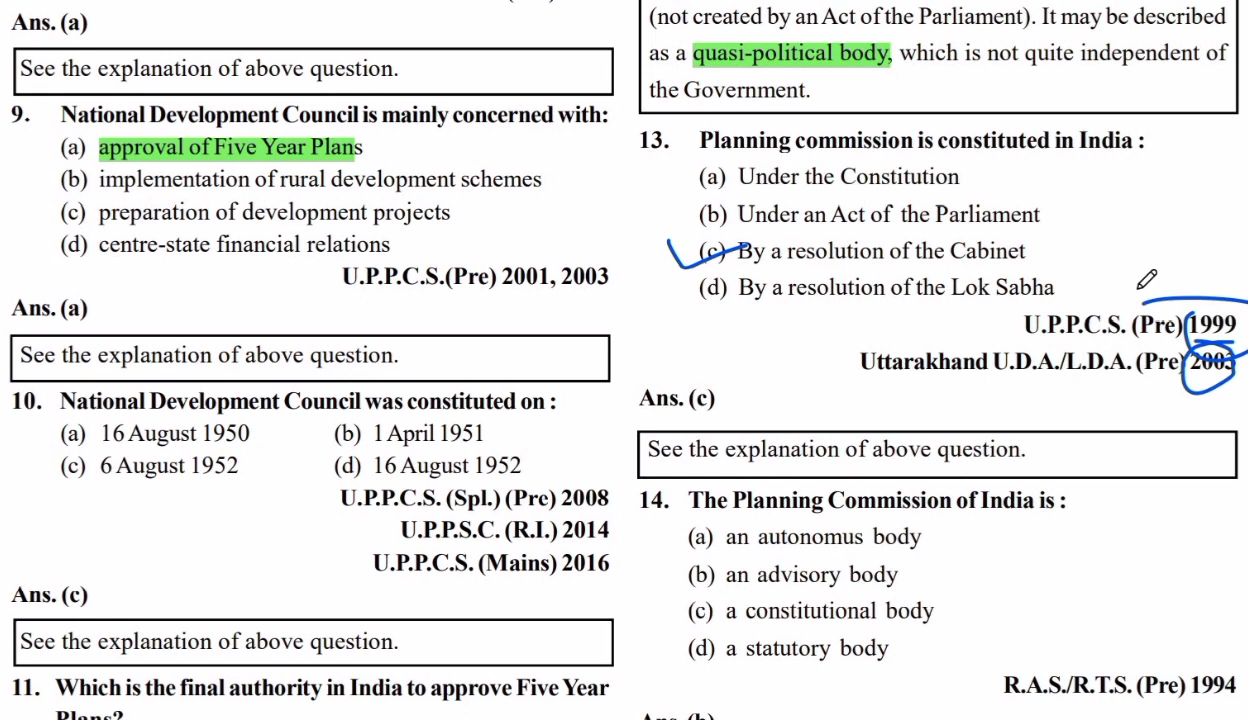 Ans. (a)
See the explanation of above question.
9. National Development Council is mainly concerned with:
(a) approval of Five Year Plans
(b) implementation of rural development schemes
(c) preparation of development projects
(d) centre-state financial relations
U.P.P.C.S.(Pre) 2001, 2003
Ans. (a)
See the explanation of above question.
10. National Development Council was constituted on :
(a) 16 August 1950 (b) 1 April 1951
(c) 6 August 1952 (d) 16 August 1952
U.P.P.C.S. (Spl.) (Pre) 2008
U.P.P.S.C. (R.I.) 2014
U.P.P.C.S. (Mains) 2016
Ans. (c)
See the explanation of above question.
11. Which is the final authority in India to approve Five Year
Plans?
(not created by an Act of the Parliament). It may be described
as a quasi-political body, which is not quite independent of
the Government.
13. Planning commission is constituted in India :
(a) Under the Constitution
(b) Under an Act of the Parliament
(c) By a resolution of the Cabinet
(d) By a resolution of the Lok Sabha
U.P.P.C.S. (Pre) 1999
Uttarakhand U.D.A./L.D.A. (Pre)
Ans. (c)
See the explanation of above question.
14. The Planning Commission of India is :
(a) an autonomus body
(b) an advisory body
(c) a constitutional body
(d) a statutory body
R.A.S./R.T.S. (Pre) 1994
Ans. (b)